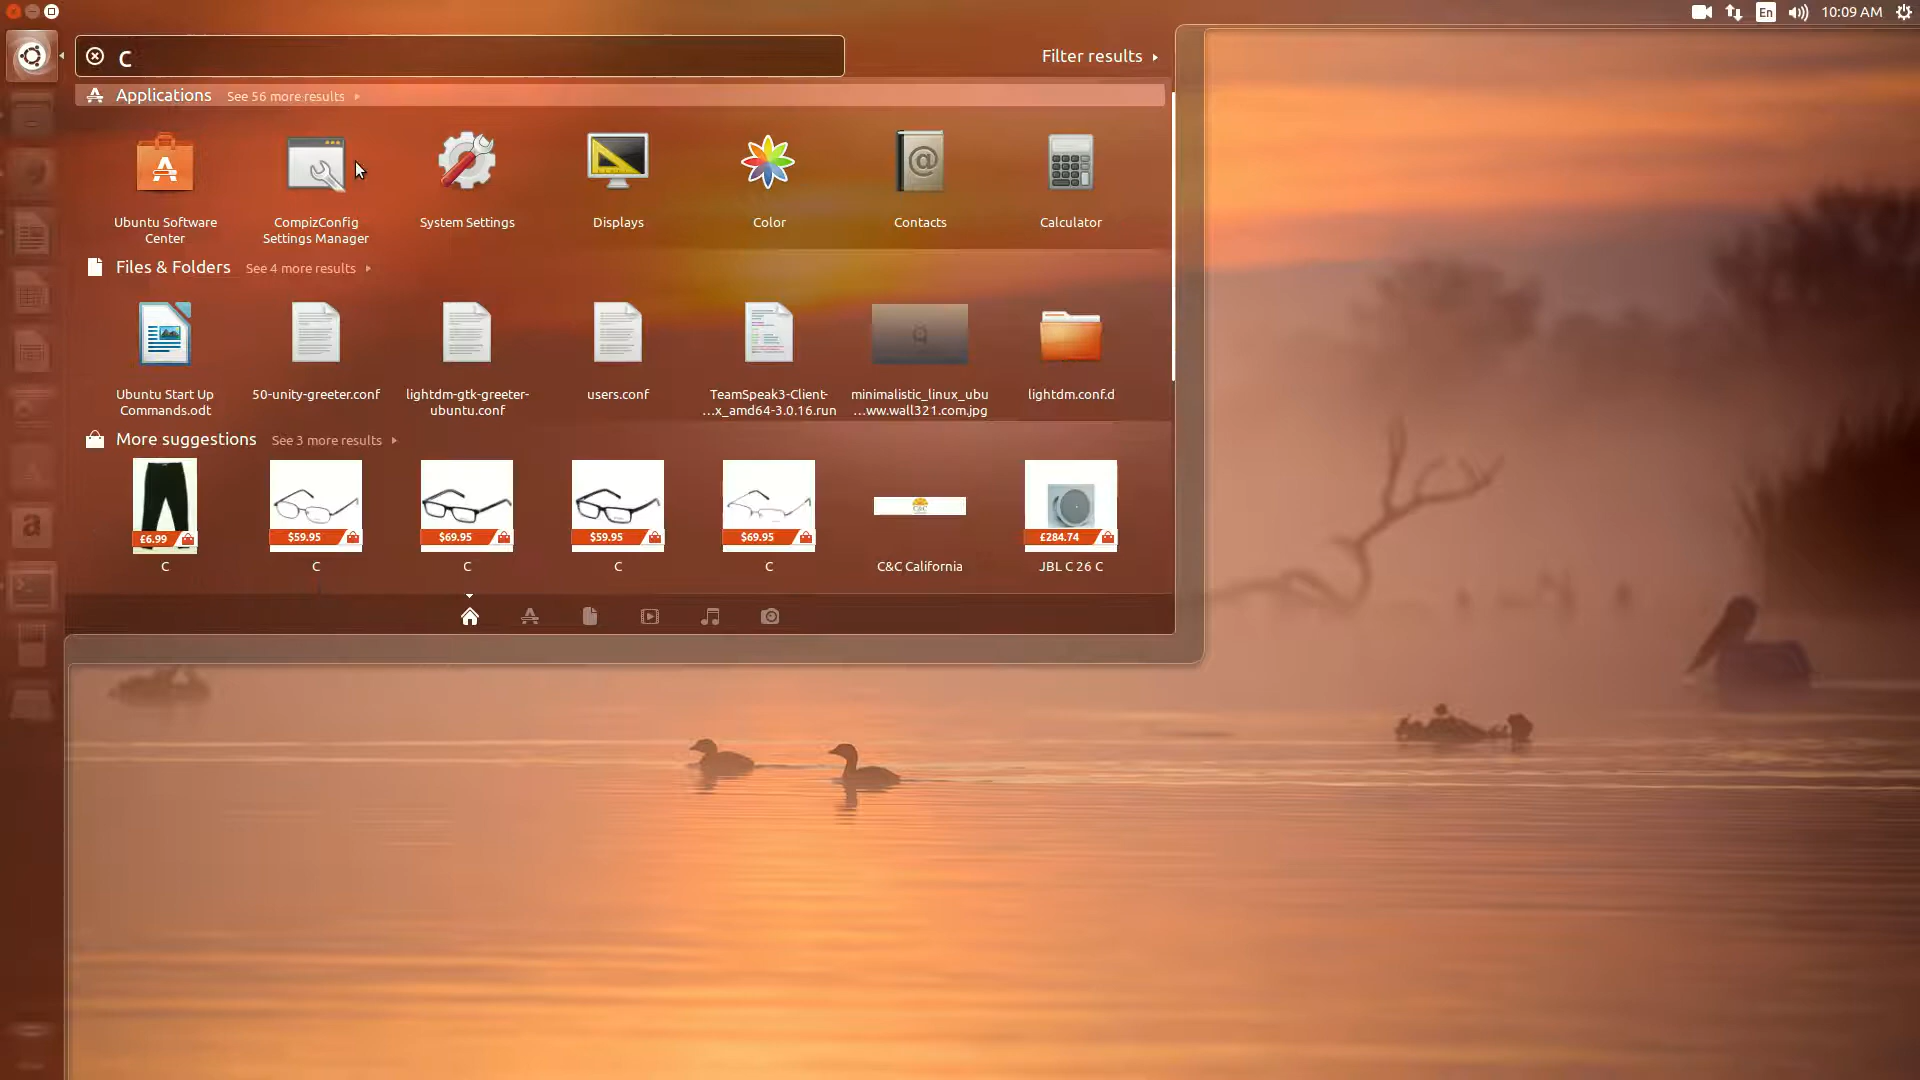 En 10:09 AM
C Filter results
Applications See 56 more results
Ubuntu Software Center
CompizConfig Settings Manager
System Settings
Displays
Color
Contacts
Calculator
Files & Folders See 4 more results
Ubuntu Start Up Commands.odt
50-unity-greeter.conf
lightdm-gtk-greeter-ubuntu.conf
users.conf
TeamSpeak3-Client-
...x_amd64-3.0.16.run
minimalistic_linux_ubu
...ww.wall321.com.jpg
lightdm.conf.d
More suggestions See 3 more results
£6.99 $59.95 $69.95 $59.95 $69.95 C&C £284.74
C C C C C C&C California JBL C 26 C
a